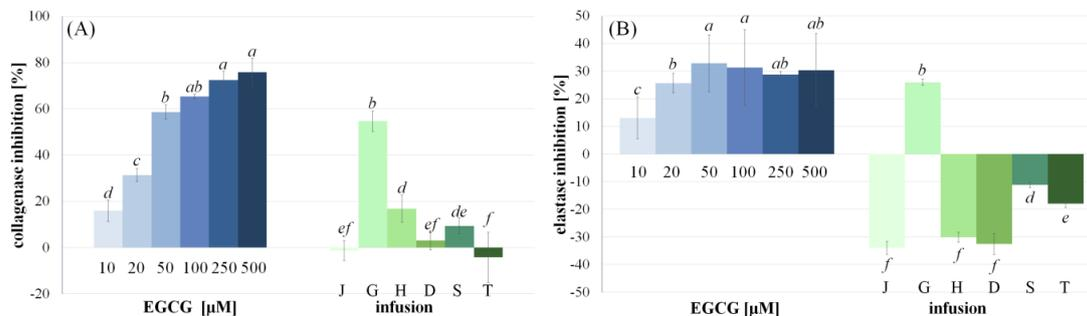 (A)
collagenase inhibition [%]
100
80
60
40
20
0
-20
d c b ab a a
ef b d ef de f
10 20 50 100 250 500
J G H D S T
EGCG [µM] infusion
(B)
elastase inhibition [%]
50
40
30
20
10
0
-10
-20
-30
-40
-50
c b a a ab ab
b
10 20 50 100 250 500
f f f d e
J G H D S T
EGCG [µM] infusion